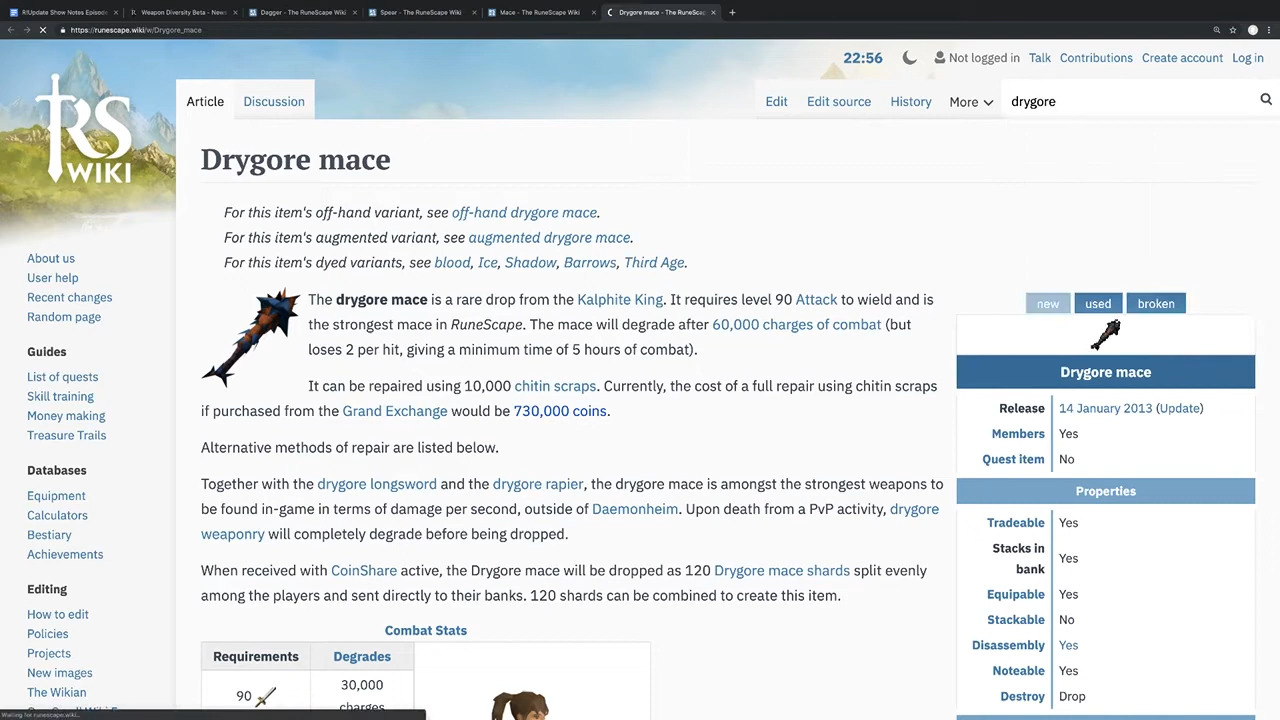 R!Update Show Notes Episode
Weapon Diversity Beta - New
Dagger - The RuneScape Wiki
Spear - The RuneScape Wiki
Mace - The RuneScape Wiki
Drygore mace - The RuneSca
https://runescape.wiki/w/Drygore_mace
22:56
Not logged in
Talk
Contributions
Create account
Log in
RS
WIKI
Article
Discussion
Edit
Edit source
History
More
drygore
Drygore mace
For this item's off-hand variant, see off-hand drygore mace.
For this item's augmented variant, see augmented drygore mace.
For this item's dyed variants, see blood, Ice, Shadow, Barrows, Third Age.
The drygore mace is a rare drop from the Kalphite King. It requires level 90 Attack to wield and is
the strongest mace in RuneScape. The mace will degrade after 60,000 charges of combat (but
loses 2 per hit, giving a minimum time of 5 hours of combat).
It can be repaired using 10,000 chitin scraps. Currently, the cost of a full repair using chitin scraps
if purchased from the Grand Exchange would be 730,000 coins.
Alternative methods of repair are listed below.
Together with the drygore longsword and the drygore rapier, the drygore mace is amongst the strongest weapons to
be found in-game in terms of damage per second, outside of Daemonheim. Upon death from a PvP activity, drygore
weaponry will completely degrade before being dropped.
When received with CoinShare active, the Drygore mace will be dropped as 120 Drygore mace shards split evenly
among the players and sent directly to their banks. 120 shards can be combined to create this item.
Combat Stats
Requirements
Degrades
90
30,000
charges
new
used
broken
Drygore mace
Release
14 January 2013 (Update)
Members
Yes
Quest item
No
Properties
Tradeable
Yes
Stacks in
bank
Yes
Equipable
Yes
Stackable
No
Disassembly
Yes
Noteable
Yes
Destroy
Drop
About us
User help
Recent changes
Random page
Guides
List of quests
Skill training
Money making
Treasure Trails
Databases
Equipment
Calculators
Bestiary
Achievements
Editing
How to edit
Policies
Projects
New images
The Wikian
Waiting for runescape.wiki...